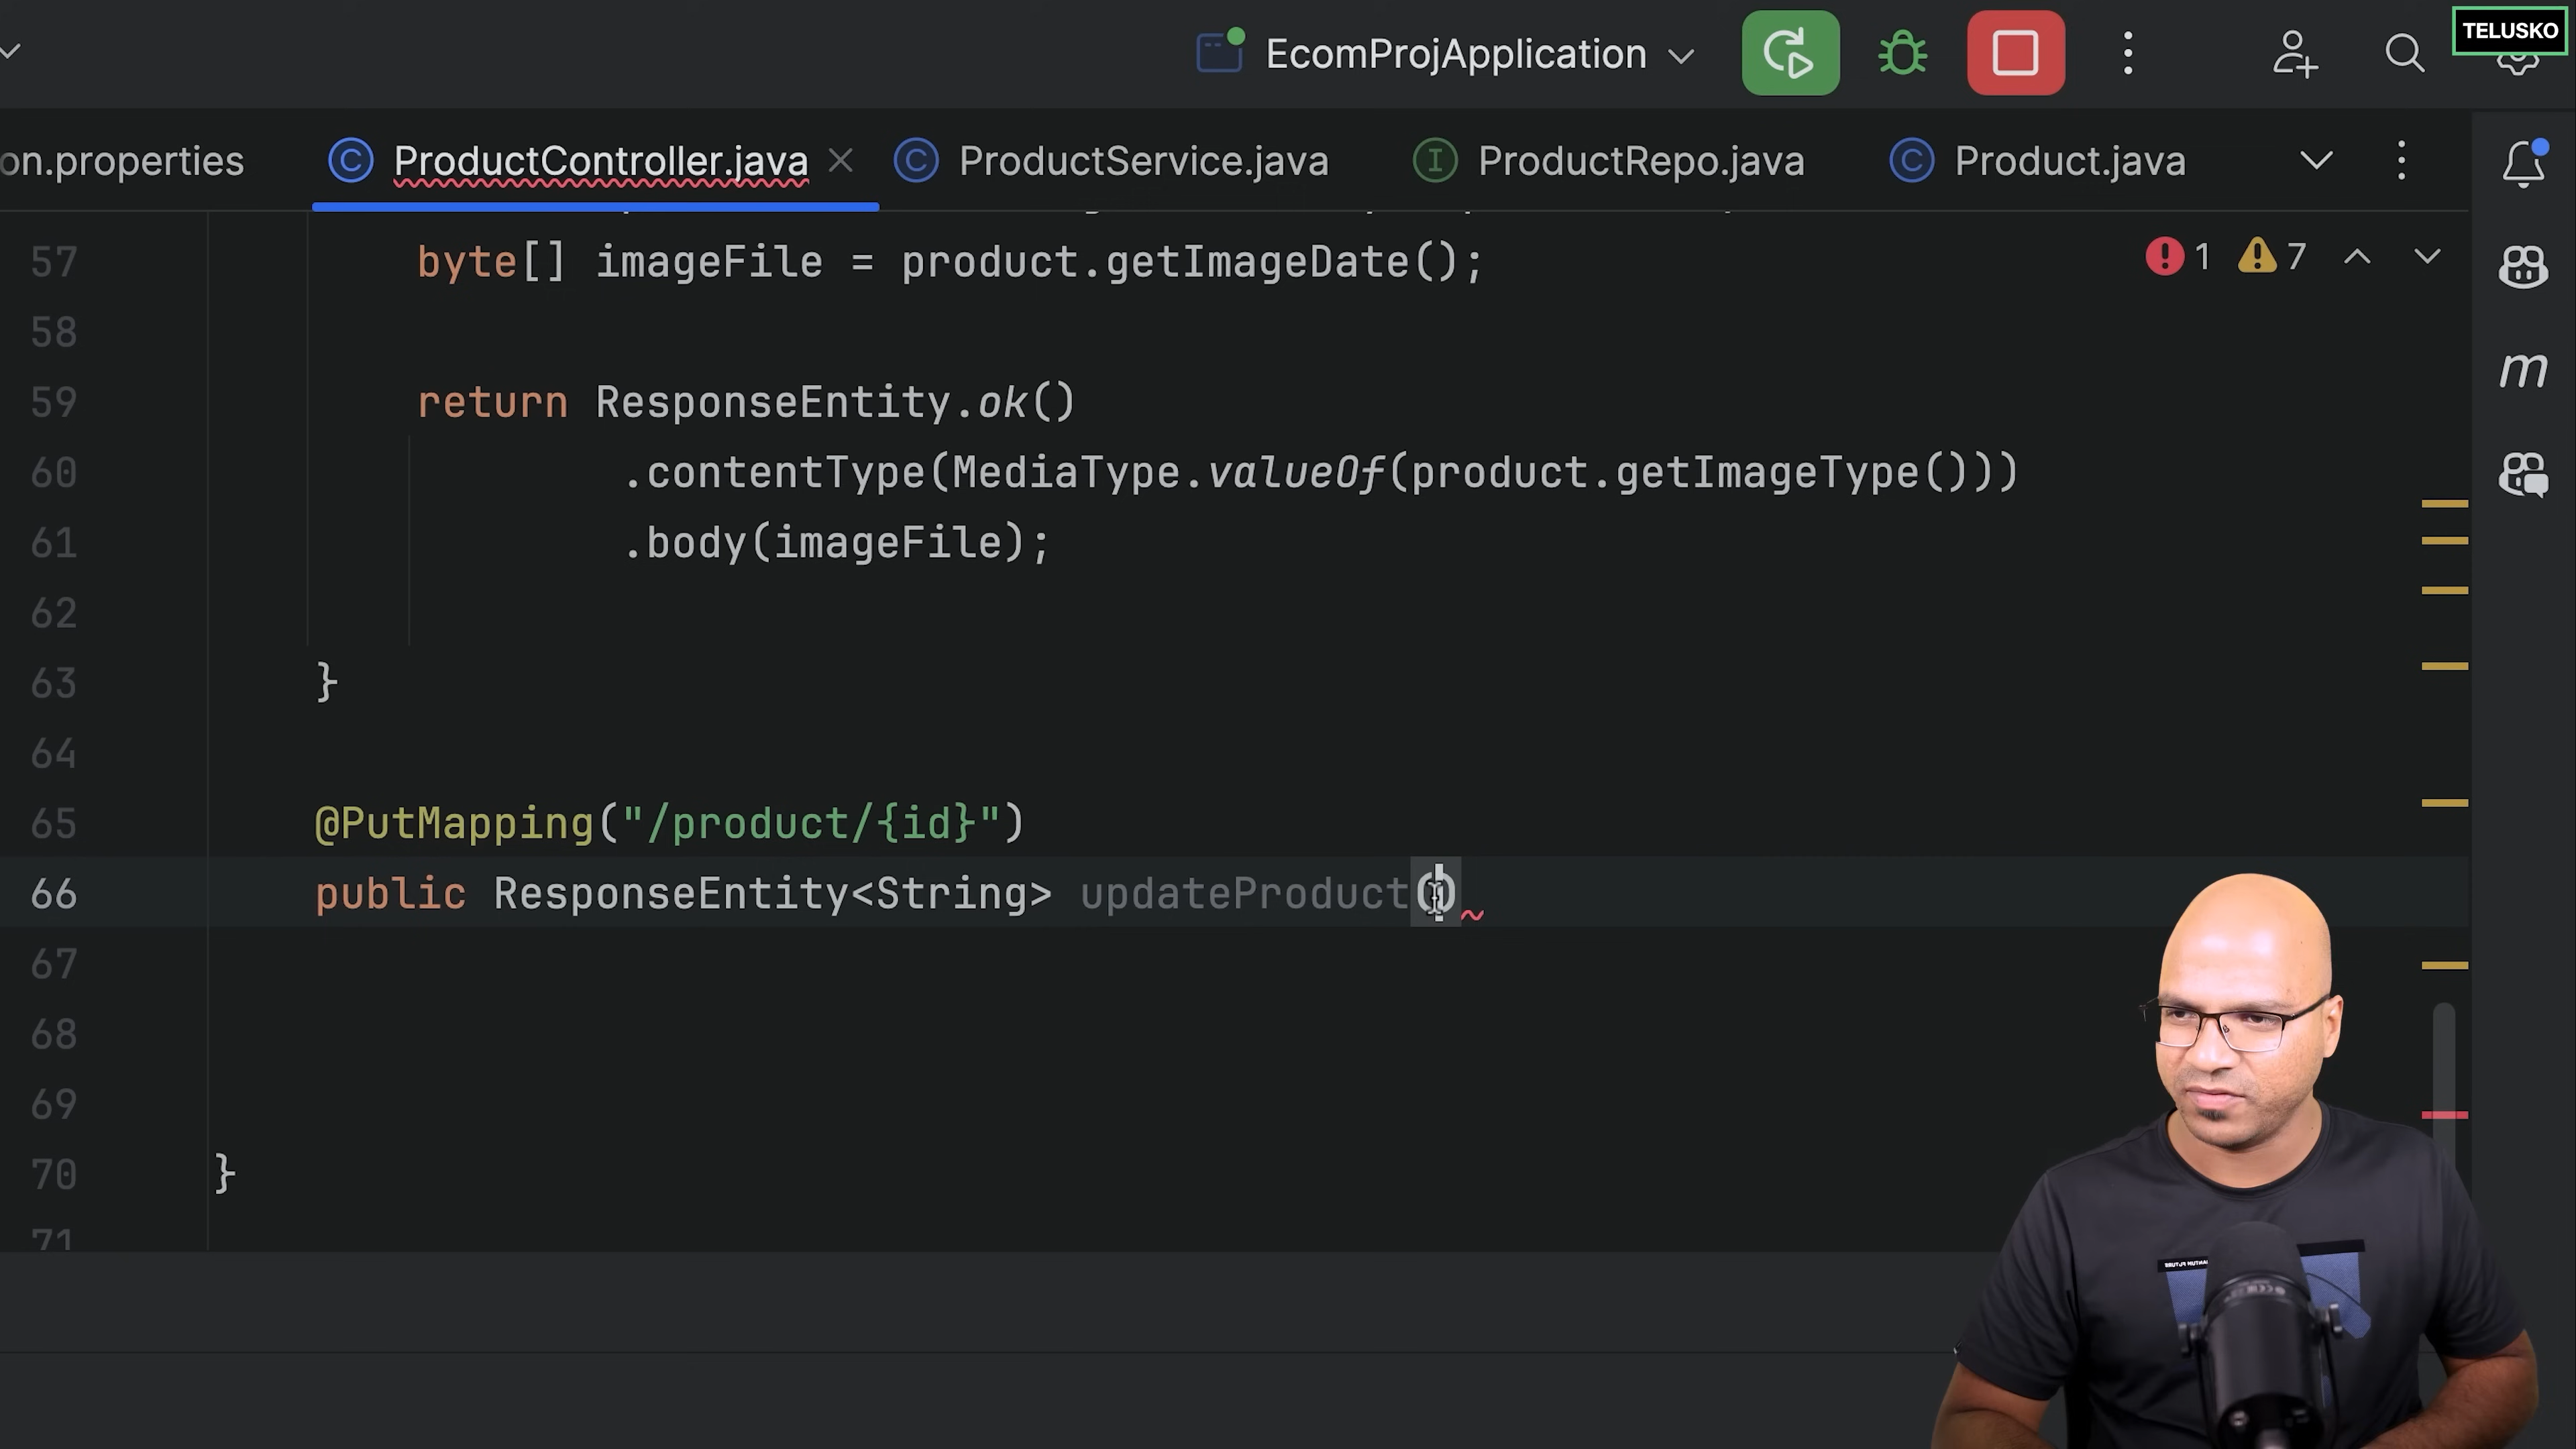 EcomProjApplication
TELUSKO
on.properties
ProductController.java
ProductService.java
ProductRepo.java
Product.java
57 byte[] imageFile = product.getImageDate();
1 7
58
59 return ResponseEntity.ok()
60 .contentType(MediaType.valueOf(product.getImageType()))
61 .body(imageFile);
62
63 }
64
65 @PutMapping("/product/{id}")
66 public ResponseEntity<String> updateProduct()
67
68
69
70 }
71
m